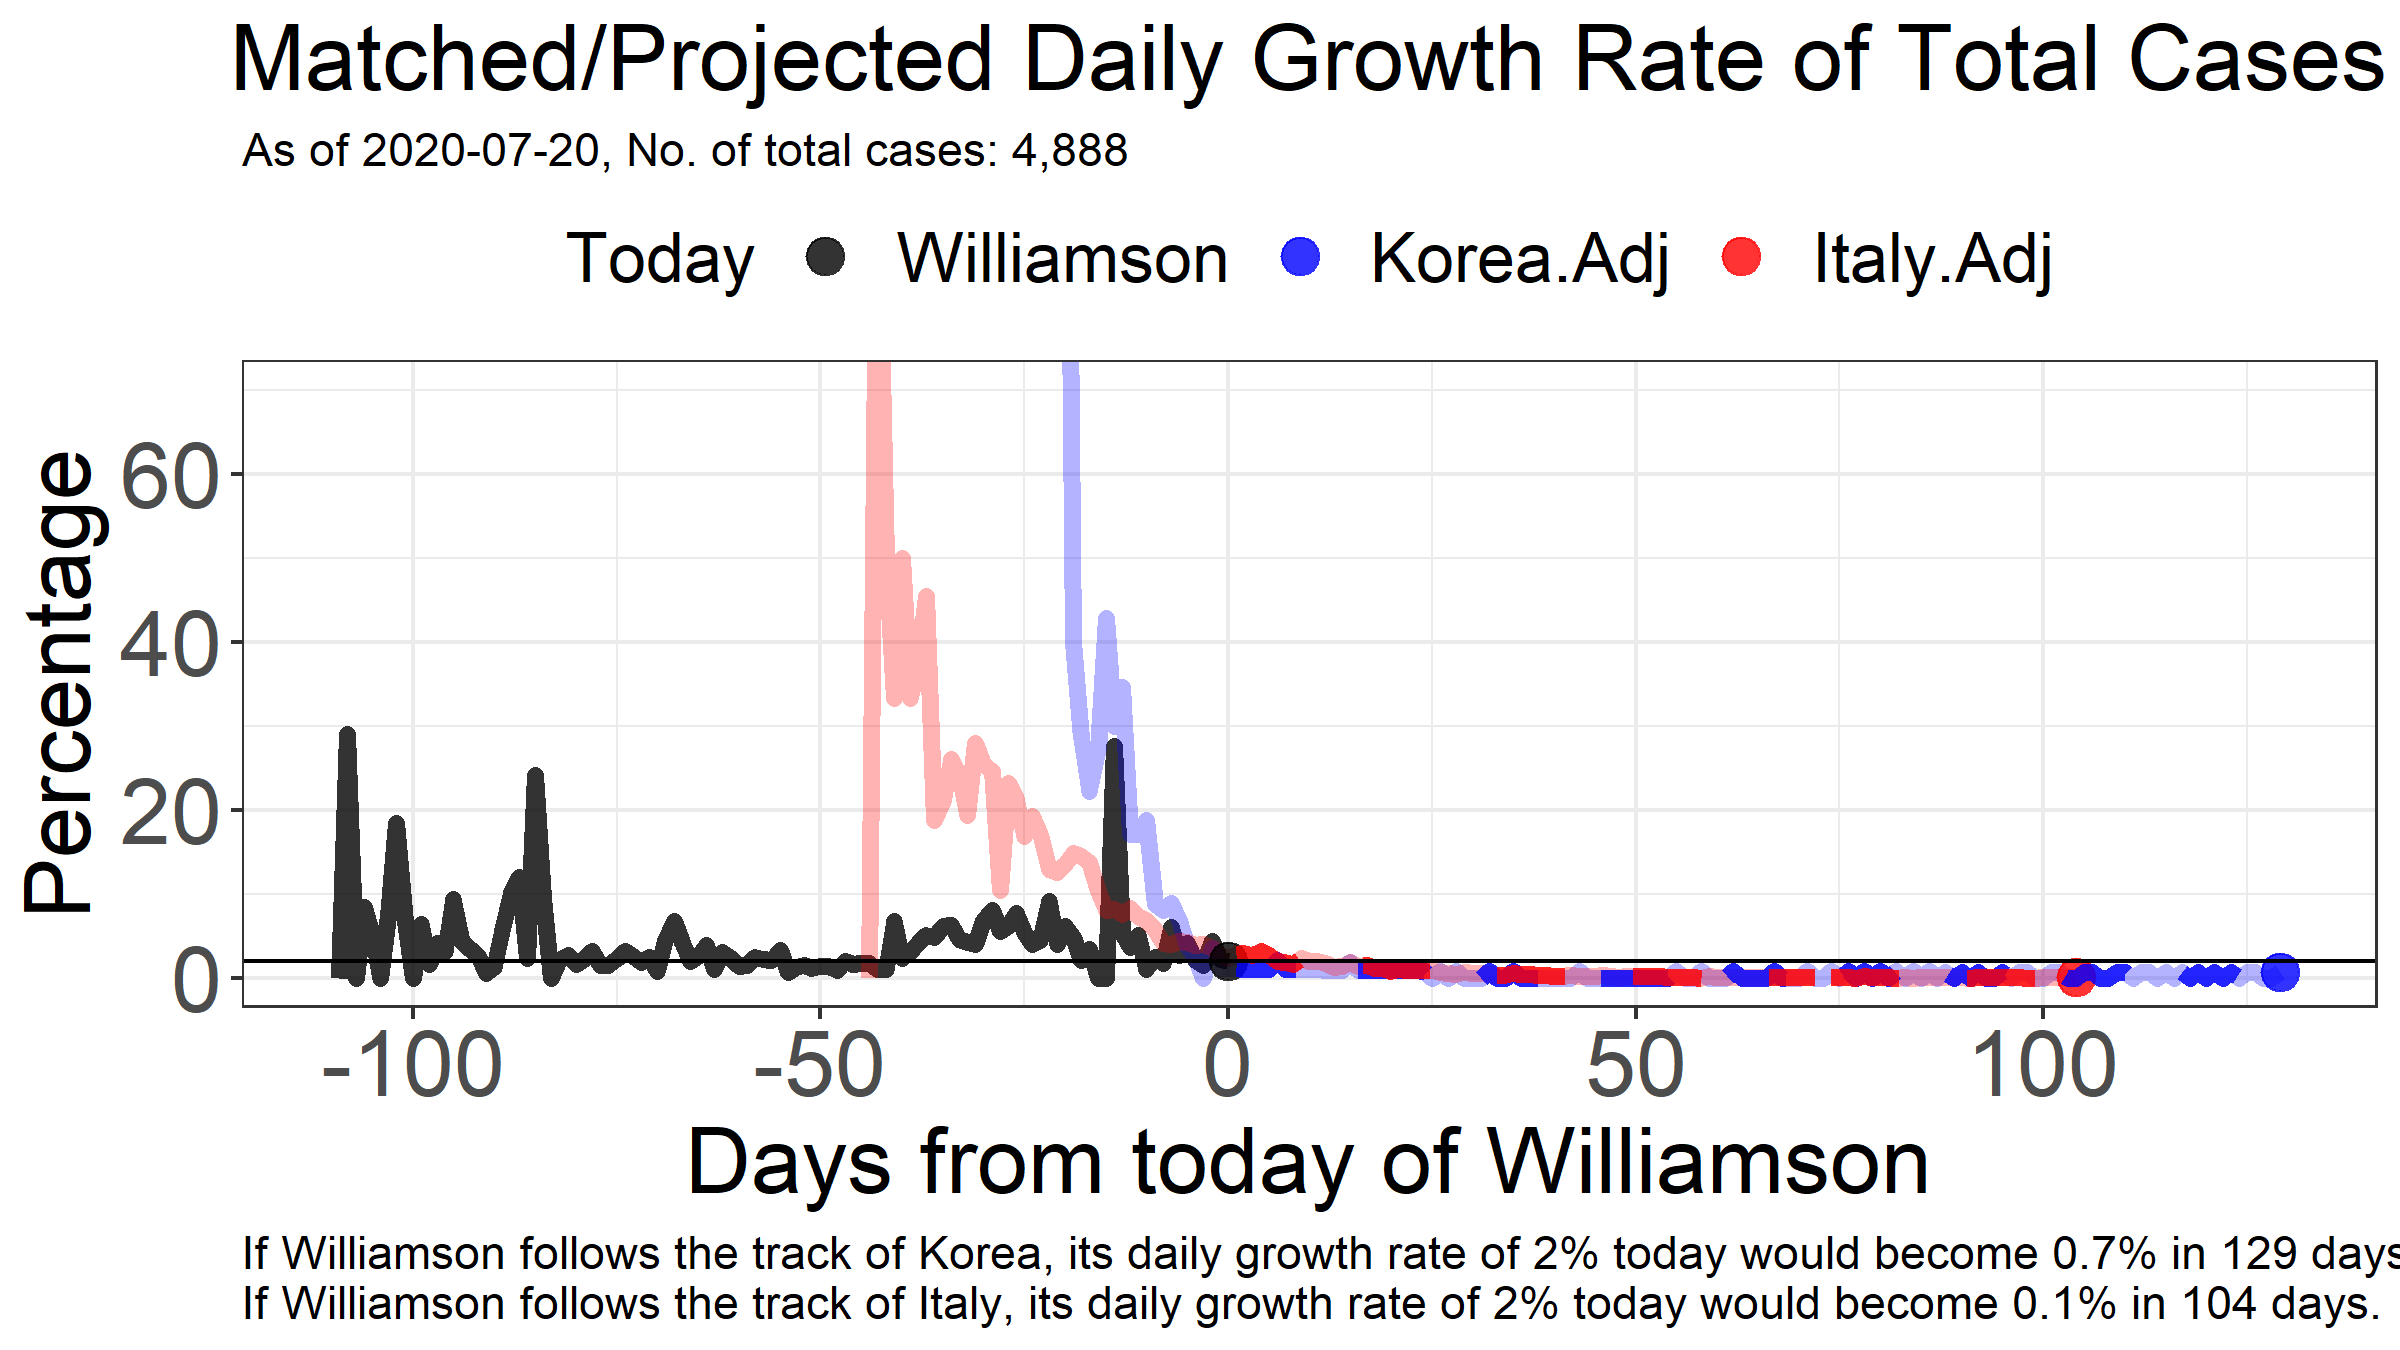 Matched/Projected Daily Growth Rate of Total Cases
As of 2020-07-20, No. of total cases: 4,888
Today Williamson Korea.Adj Italy.Adj
Percentage
60
40
20
0
-100 -50 0 50 100
Days from today of Williamson
If Williamson follows the track of Korea, its daily growth rate of 2% today would become 0.7% in 129 days
If Williamson follows the track of Italy, its daily growth rate of 2% today would become 0.1% in 104 days.